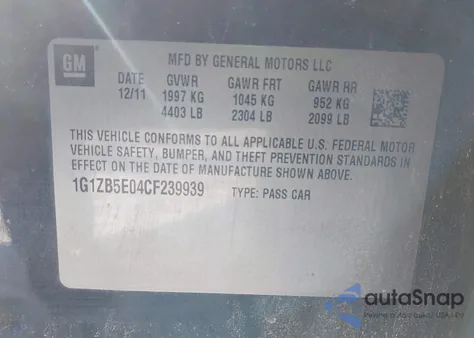 GM
MFD BY GENERAL MOTORS LLC
DATE GVWR GAWR FRT GAWR RR
12/11 1997 KG 1045 KG 952 KG
4403 LB 2304 LB 2099 LB
THIS VEHICLE CONFORMS TO ALL APPLICABLE U.S. FEDERAL MOTOR
VEHICLE SAFETY, BUMPER, AND THEFT PREVENTION STANDARDS IN
EFFECT ON THE DATE OF MANUFACTURE SHOWN ABOVE.
1G1ZB5E04CF239939 TYPE: PASS CAR
autoSnap